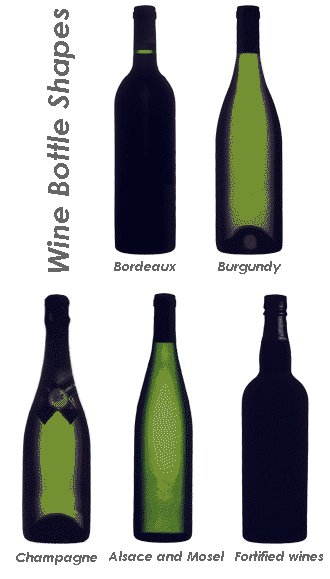 Wine Bottle Shapes
Bordeaux
Burgundy
Champagne
Alsace and Mosel
Fortified wines